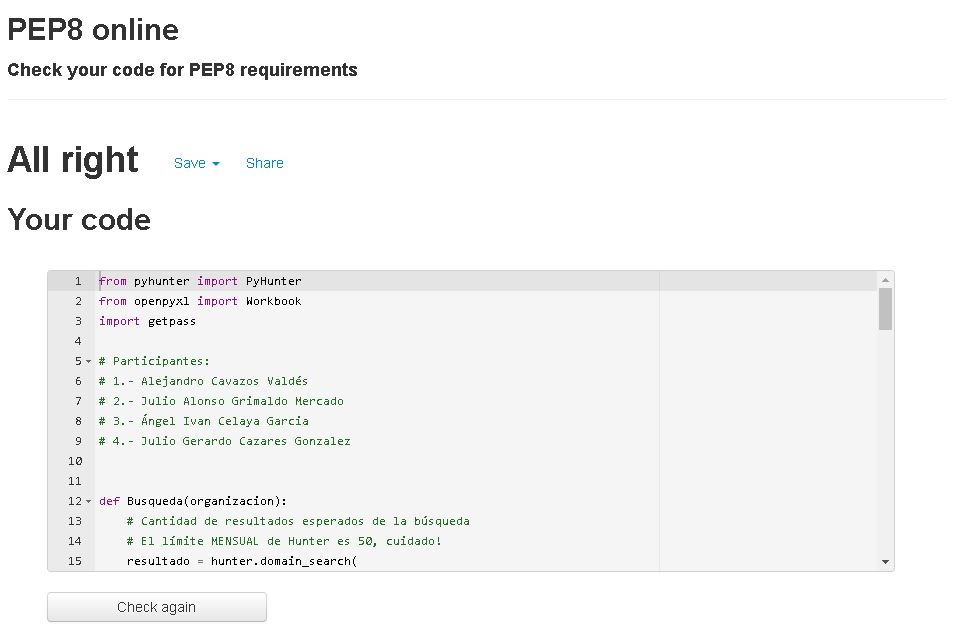 PEP8 online
Check your code for PEP8 requirements
All right Save Share
Your code
1 from pyhunter import PyHunter
2 from openpyxl import Workbook
3 import getpass
4
5 # Participantes:
6 # 1.- Alejandro Cavazos Valdés
7 # 2.- Julio Alonso Grimaldo Mercado
8 # 3.- Ángel Ivan Celaya Garcia
9 # 4.- Julio Gerardo Cazares Gonzalez
10
11
12 def Busqueda(organizacion):
13 # Cantidad de resultados esperados de la búsqueda
14 # El límite MENSUAL de Hunter es 50, cuidado!
15 resultado = hunter.domain_search(
Check again